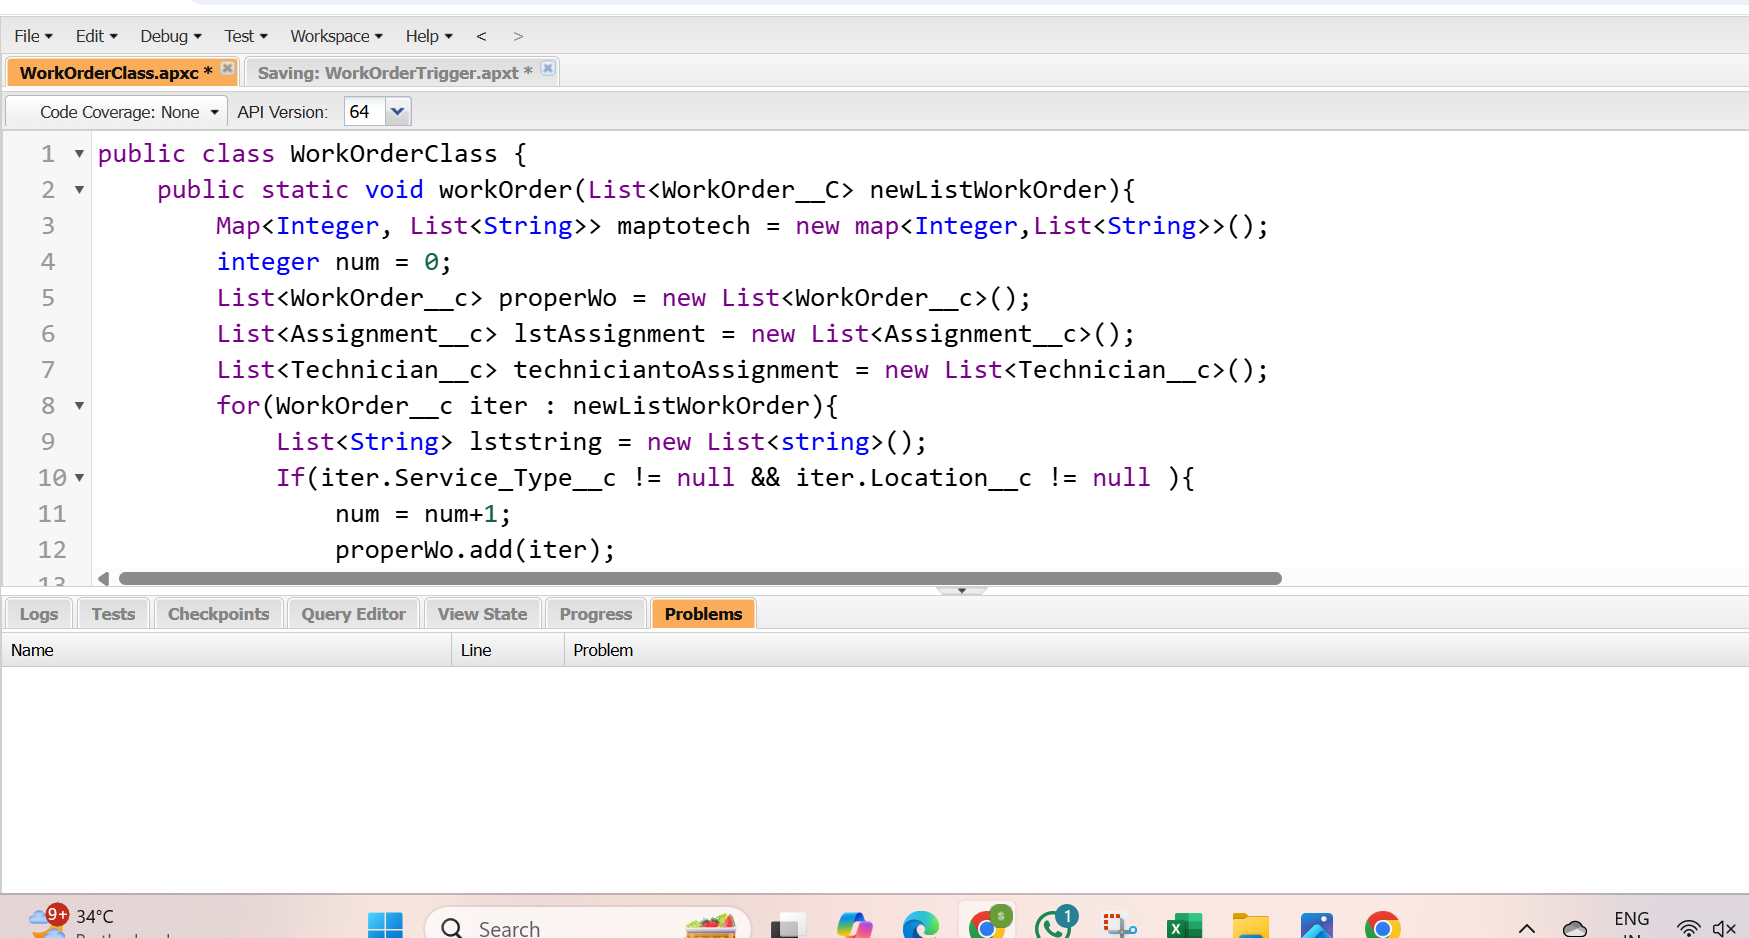 File Edit Debug Test Workspace Help < >
WorkOrderClass.apxc * Saving: WorkOrderTrigger.apxt *
Code Coverage: None API Version: 64
1 public class WorkOrderClass {
2 public static void workOrder(List<WorkOrder__C> newListWorkOrder){
3 Map<Integer, List<String>> maptotech = new map<Integer,List<String>>();
4 integer num = 0;
5 List<WorkOrder__c> properWo = new List<WorkOrder__c>();
6 List<Assignment__c> lstAssignment = new List<Assignment__c>();
7 List<Technician__c> techniciantoAssignment = new List<Technician__c>();
8 for(WorkOrder__c iter : newListWorkOrder){
9 List<String> lststring = new List<string>();
10 If(iter.Service_Type__c != null && iter.Location__c != null ){
11 num = num+1;
12 properWo.add(iter);
13
Logs Tests Checkpoints Query Editor View State Progress Problems
Name Line Problem
9+ 34°C Search s 1 X ENG